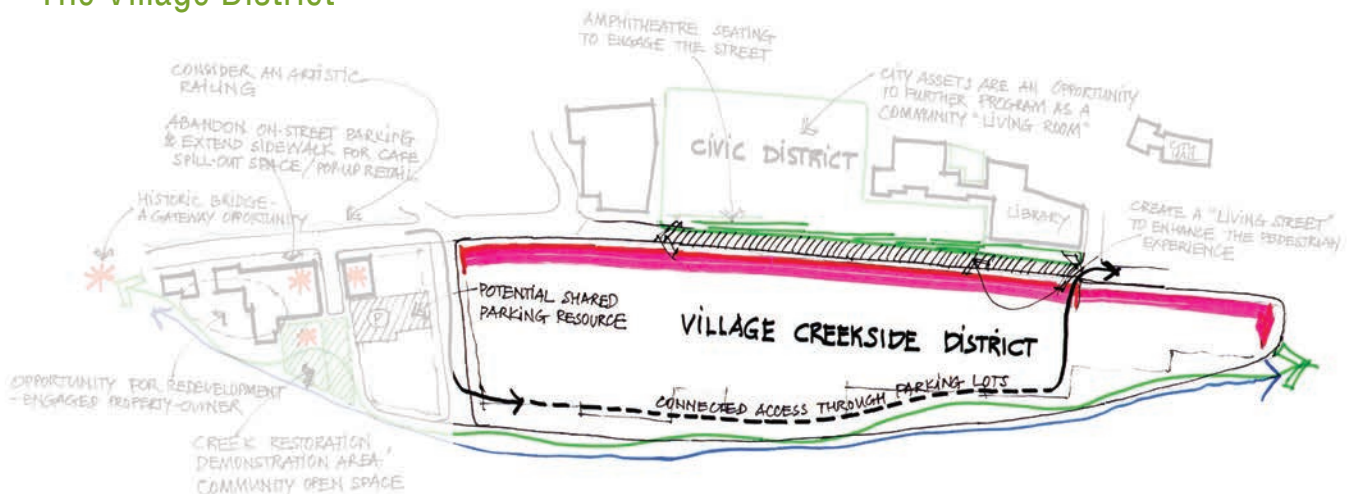 The Village District
AMPHITHEATRE SEATING
TO ENGAGE THE STREET
CONSIDER AN ARTISTIC
RAILING
CITY ASSETS ARE AN OPPORTUNITY
TO FURTHER PROGRAM AS A
COMMUNITY "LIVING ROOM"
ABANDON ON-STREET PARKING
& EXTEND SIDEWALK FOR CAFE
SPILL-OUT SPACE / POP-UP RETAIL
CIVIC DISTRICT
CITY
HALL
HISTORIC BRIDGE-
A GATEWAY OPPORTUNITY
LIBRARY
CREATE A "LIVING STREET"
TO ENHANCE THE PEDESTRIAN
EXPERIENCE
POTENTIAL SHARED
PARKING RESOURCE
P
VILLAGE CREEKSIDE DISTRICT
OPPORTUNITY FOR REDEVELOPMENT
-ENGAGED PROPERTY-OWNER
PARKING LOTS
CONNECTED ACCESS THROUGH
CREEK RESTORATION
DEMONSTRATION AREA/
COMMUNITY OPEN SPACE